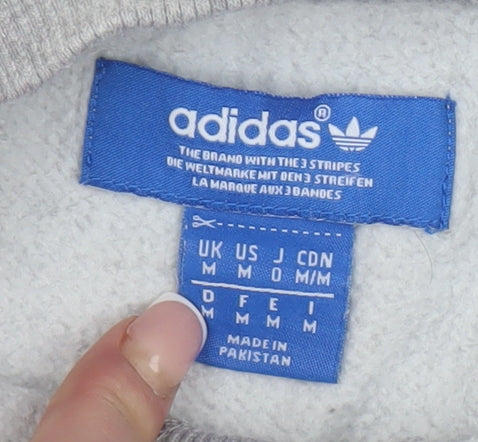 adidas®
THE BRAND WITH THE 3 STRIPES
DIE WELTMARKE MIT DEN 3 STREIFEN
LA MARQUE AUX 3 BANDES
UK US J CDN
M M O M/M
D F E I
M M M M
MADE IN
PAKISTAN